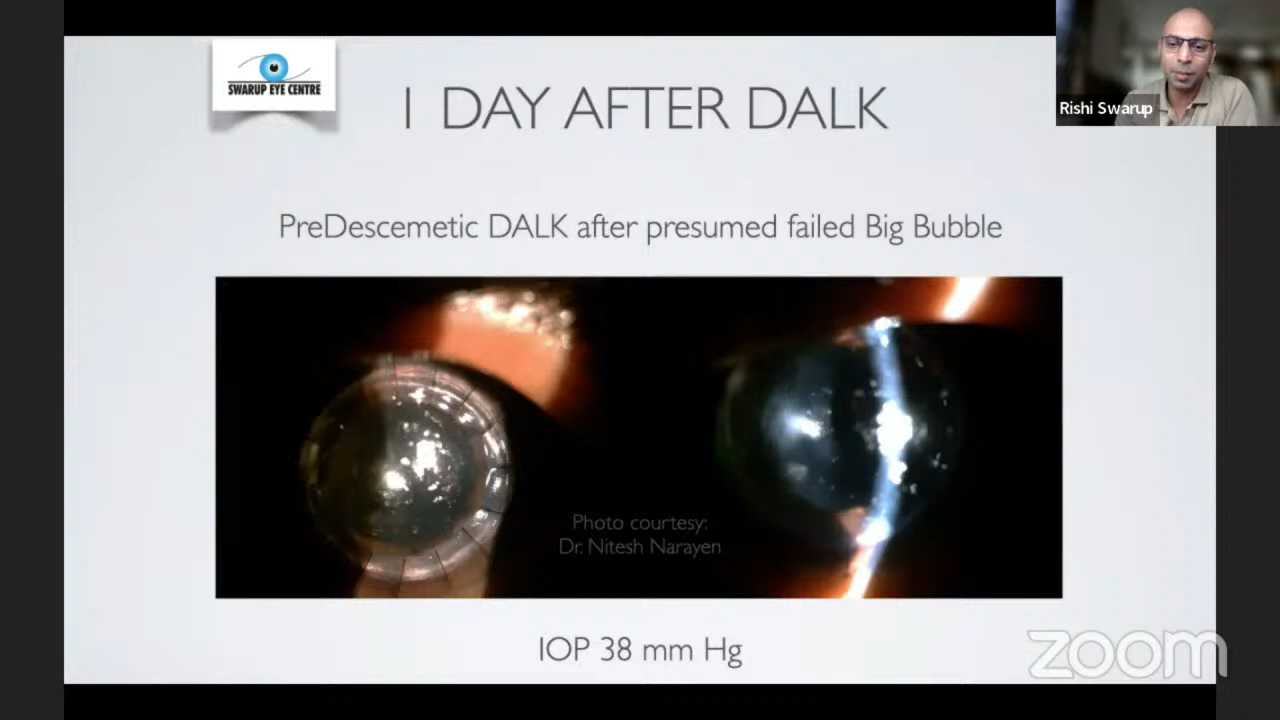 SWARUP EYE CENTRE
1 DAY AFTER DALK
Rishi Swarup
PreDescemetic DALK after presumed failed Big Bubble
Photo courtesy:
Dr. Nitesh Narayen
IOP 38 mm Hg
zoom